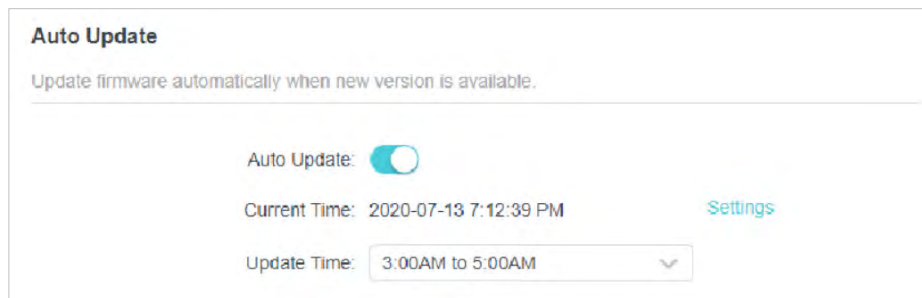 Auto Update
Update firmware automatically when new version is available.
Auto Update:
Current Time: 2020-07-13 7:12:39 PM Settings
Update Time: 3:00AM to 5:00AM